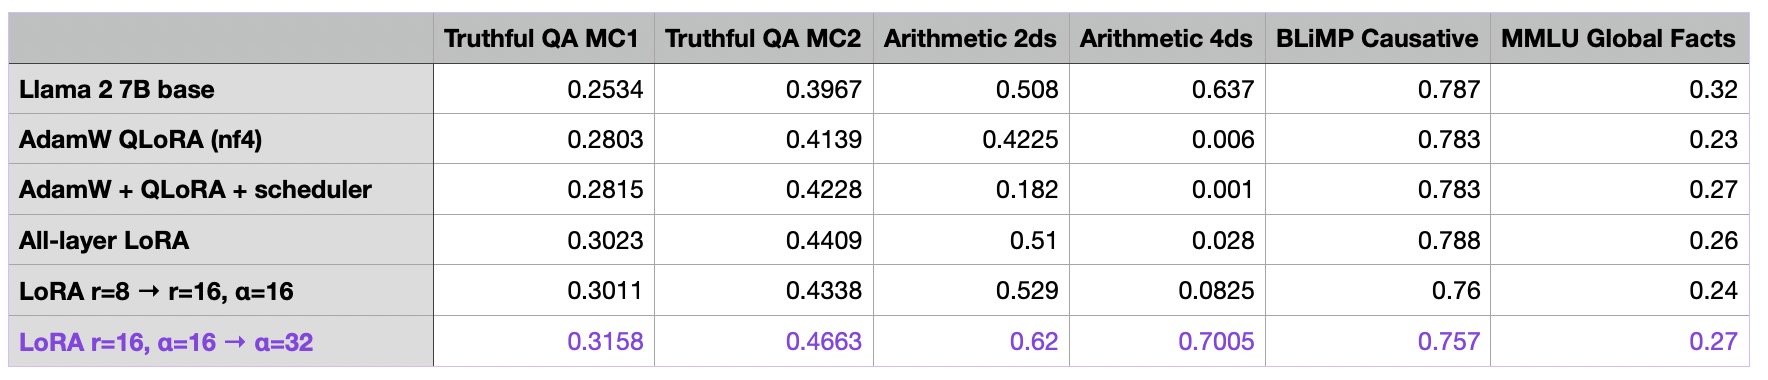 Truthful QA MC1 Truthful QA MC2 Arithmetic 2ds Arithmetic 4ds BLiMP Causative MMLU Global Facts
Llama 2 7B base 0.2534 0.3967 0.508 0.637 0.787 0.32
AdamW QLoRA (nf4) 0.2803 0.4139 0.4225 0.006 0.783 0.23
AdamW + QLoRA + scheduler 0.2815 0.4228 0.182 0.001 0.783 0.27
All-layer LoRA 0.3023 0.4409 0.51 0.028 0.788 0.26
LoRA r=8 → r=16, α=16 0.3011 0.4338 0.529 0.0825 0.76 0.24
LoRA r=16, α=16 → α=32 0.3158 0.4663 0.62 0.7005 0.757 0.27